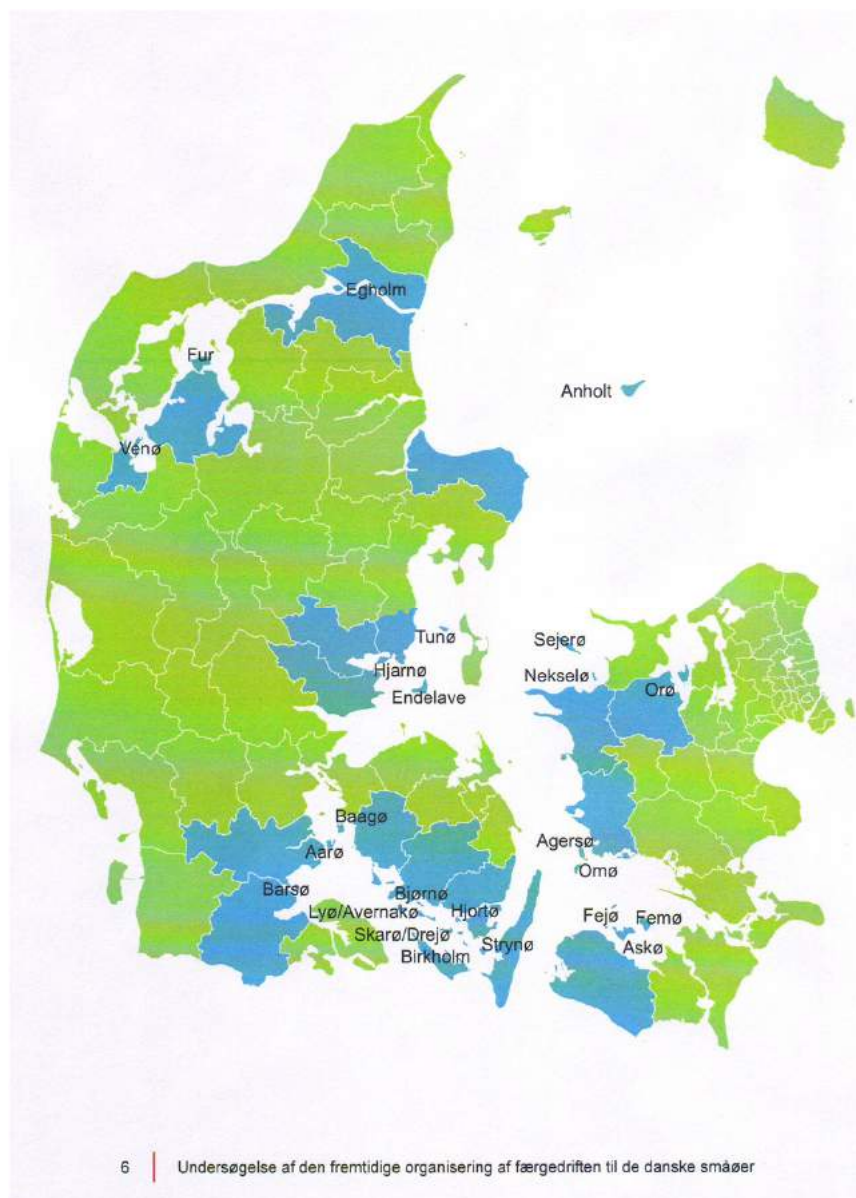 Egholm
Fur
Anholt
Venø
Tunø
Sejerø
Hjarnø
Nekselø
Orø
Endelave
Baagø
Agersø
Aarø
Omø
Barsø
Bjørnø
Lyø/Avernakø
Hjortø
Fejø
Femø
Skarø/Drejø
Strynø
Askø
Birkholm
6 Undersøgelse af den fremtidige organisering af færgedriften til de danske småøer